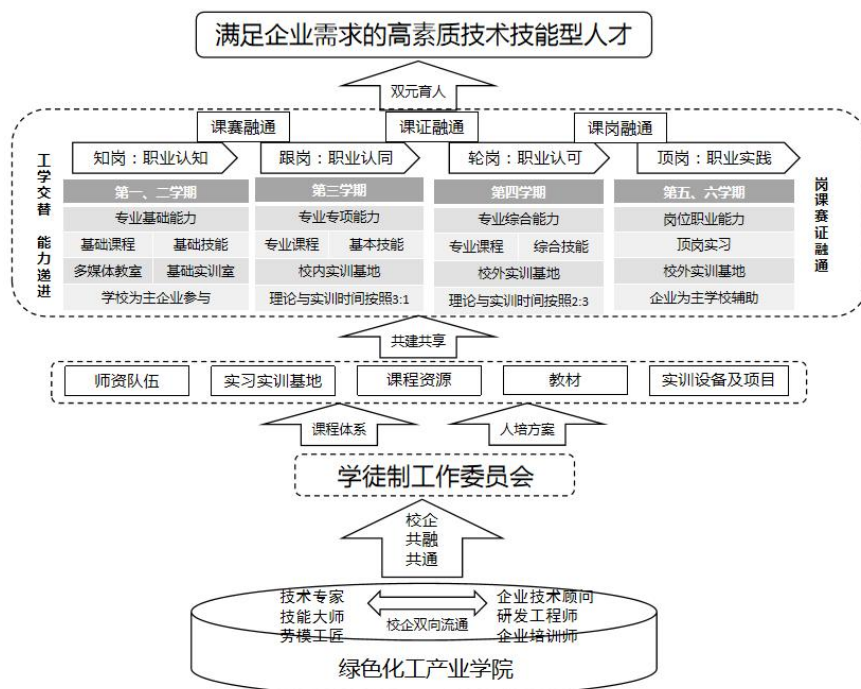 满足企业需求的高素质技术技能型人才
双元育人
课赛融通
课证融通
课岗融通
工学交替 能力递进
知岗：职业认知
跟岗：职业认同
轮岗：职业认可
顶岗：职业实践
岗课赛证融通
第一、二学期
第三学期
第四学期
第五、六学期
专业基础能力
专业专项能力
专业综合能力
岗位职业能力
基础课程
基础技能
专业课程
基本技能
专业课程
综合技能
顶岗实习
多媒体教室
基础实训室
校内实训基地
校外实训基地
校外实训基地
学校为主企业参与
理论与实训时间按照3:1
理论与实训时间按照2:3
企业为主学校辅助
共建共享
师资队伍
实习实训基地
课程资源
教材
实训设备及项目
课程体系
人培方案
学徒制工作委员会
校企
共融
共通
技术专家
技能大师
劳模工匠
校企双向流通
企业技术顾问
研发工程师
企业培训师
绿色化工产业学院